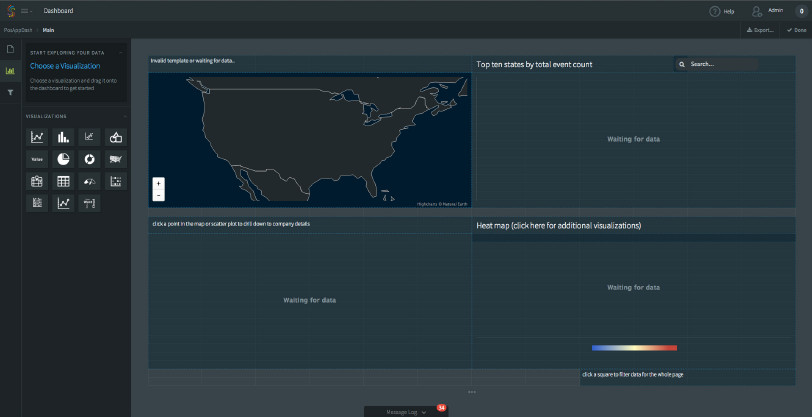 Dashboard
Help
Admin
0
PosAppDart
Main
Export...
Done
START EXPLORING YOUR DATA
Choose a Visualization
Choose a visualization and drag it onto
the dashboard to get started
VISUALIZATIONS
Value
Invalid template or waiting for data...
+
−
Highcharts © Natural Earth
Top ten states by total event count
Search...
Waiting for data
click a point in the map or scatter plot to drill down to company details
Waiting for data
Heat map (click here for additional visualizations)
Waiting for data
click a square to filter data for the whole page
Message Log
14